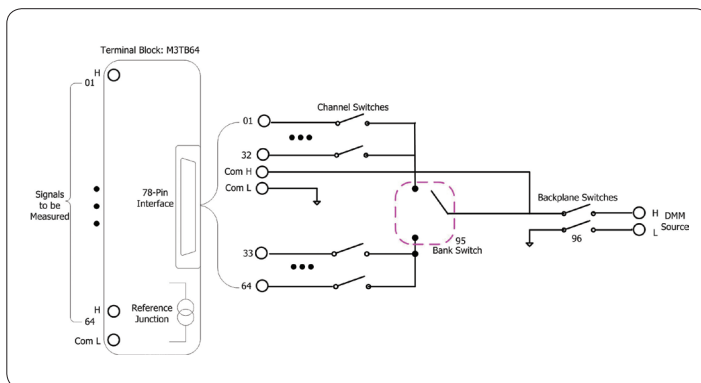 Terminal Block: M3TB64
H
01
Signals
to be
Measured
78-Pin
Interface
H
64
Reference
Junction
Com L
Channel Switches
01
32
Com H
Com L
33
64
95
Bank Switch
Backplane Switches
96
H
L
DMM
Source